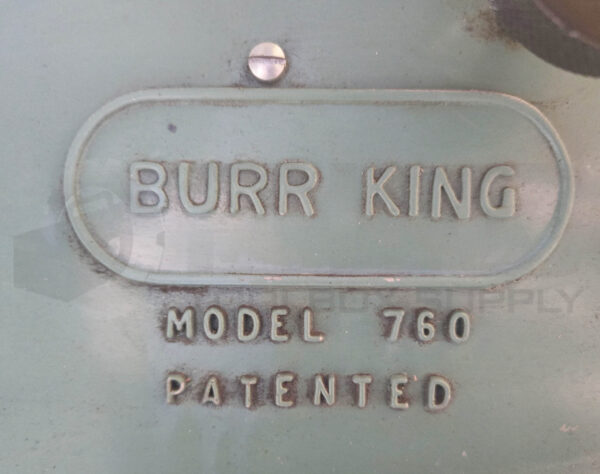 BURR KING
MODEL 760
PATENTED